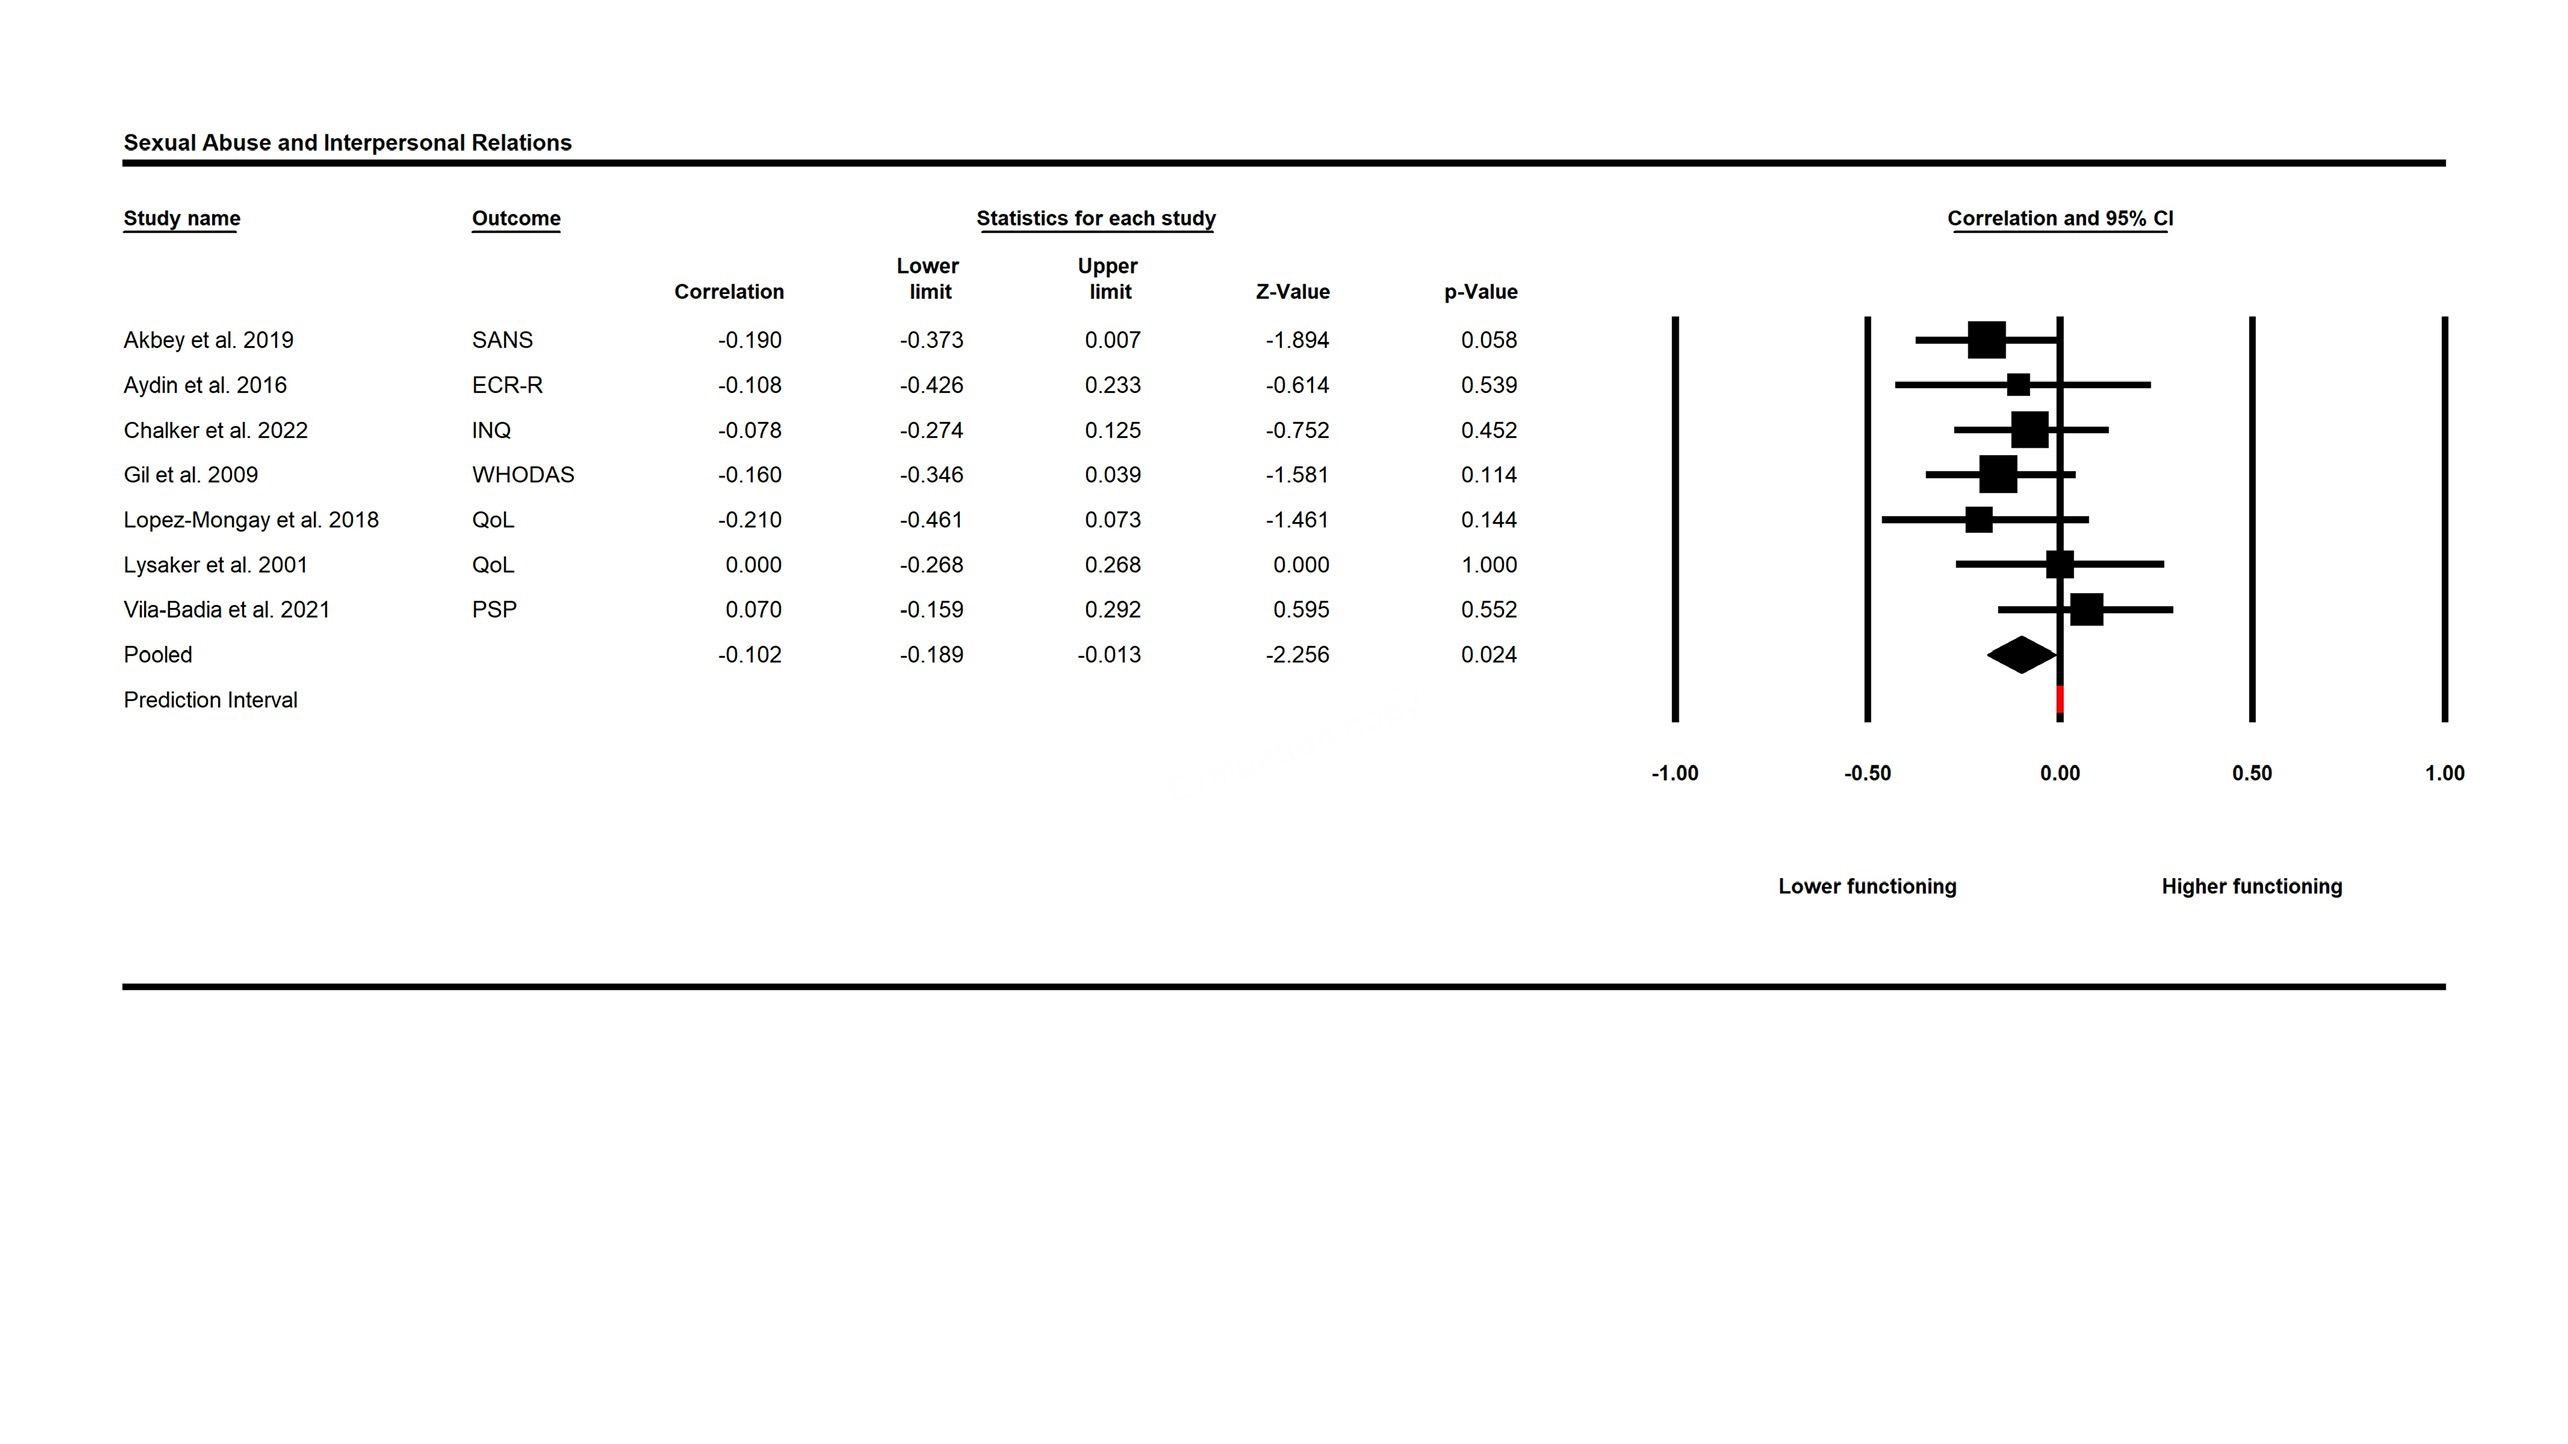 Sexual Abuse and Interpersonal Relations
Study name Outcome Statistics for each study Correlation and 95% CI
Lower Upper
Correlation limit limit Z-Value p-Value
Akbey et al. 2019 SANS -0.190 -0.373 0.007 -1.894 0.058
Aydin et al. 2016 ECR-R -0.108 -0.426 0.233 -0.614 0.539
Chalker et al. 2022 INQ -0.078 -0.274 0.125 -0.752 0.452
Gil et al. 2009 WHODAS -0.160 -0.346 0.039 -1.581 0.114
Lopez-Mongay et al. 2018 QoL -0.210 -0.461 0.073 -1.461 0.144
Lysaker et al. 2001 QoL 0.000 -0.268 0.268 0.000 1.000
Vila-Badia et al. 2021 PSP 0.070 -0.159 0.292 0.595 0.552
Pooled -0.102 -0.189 -0.013 -2.256 0.024
Prediction Interval
-1.00 -0.50 0.00 0.50 1.00
Lower functioning Higher functioning